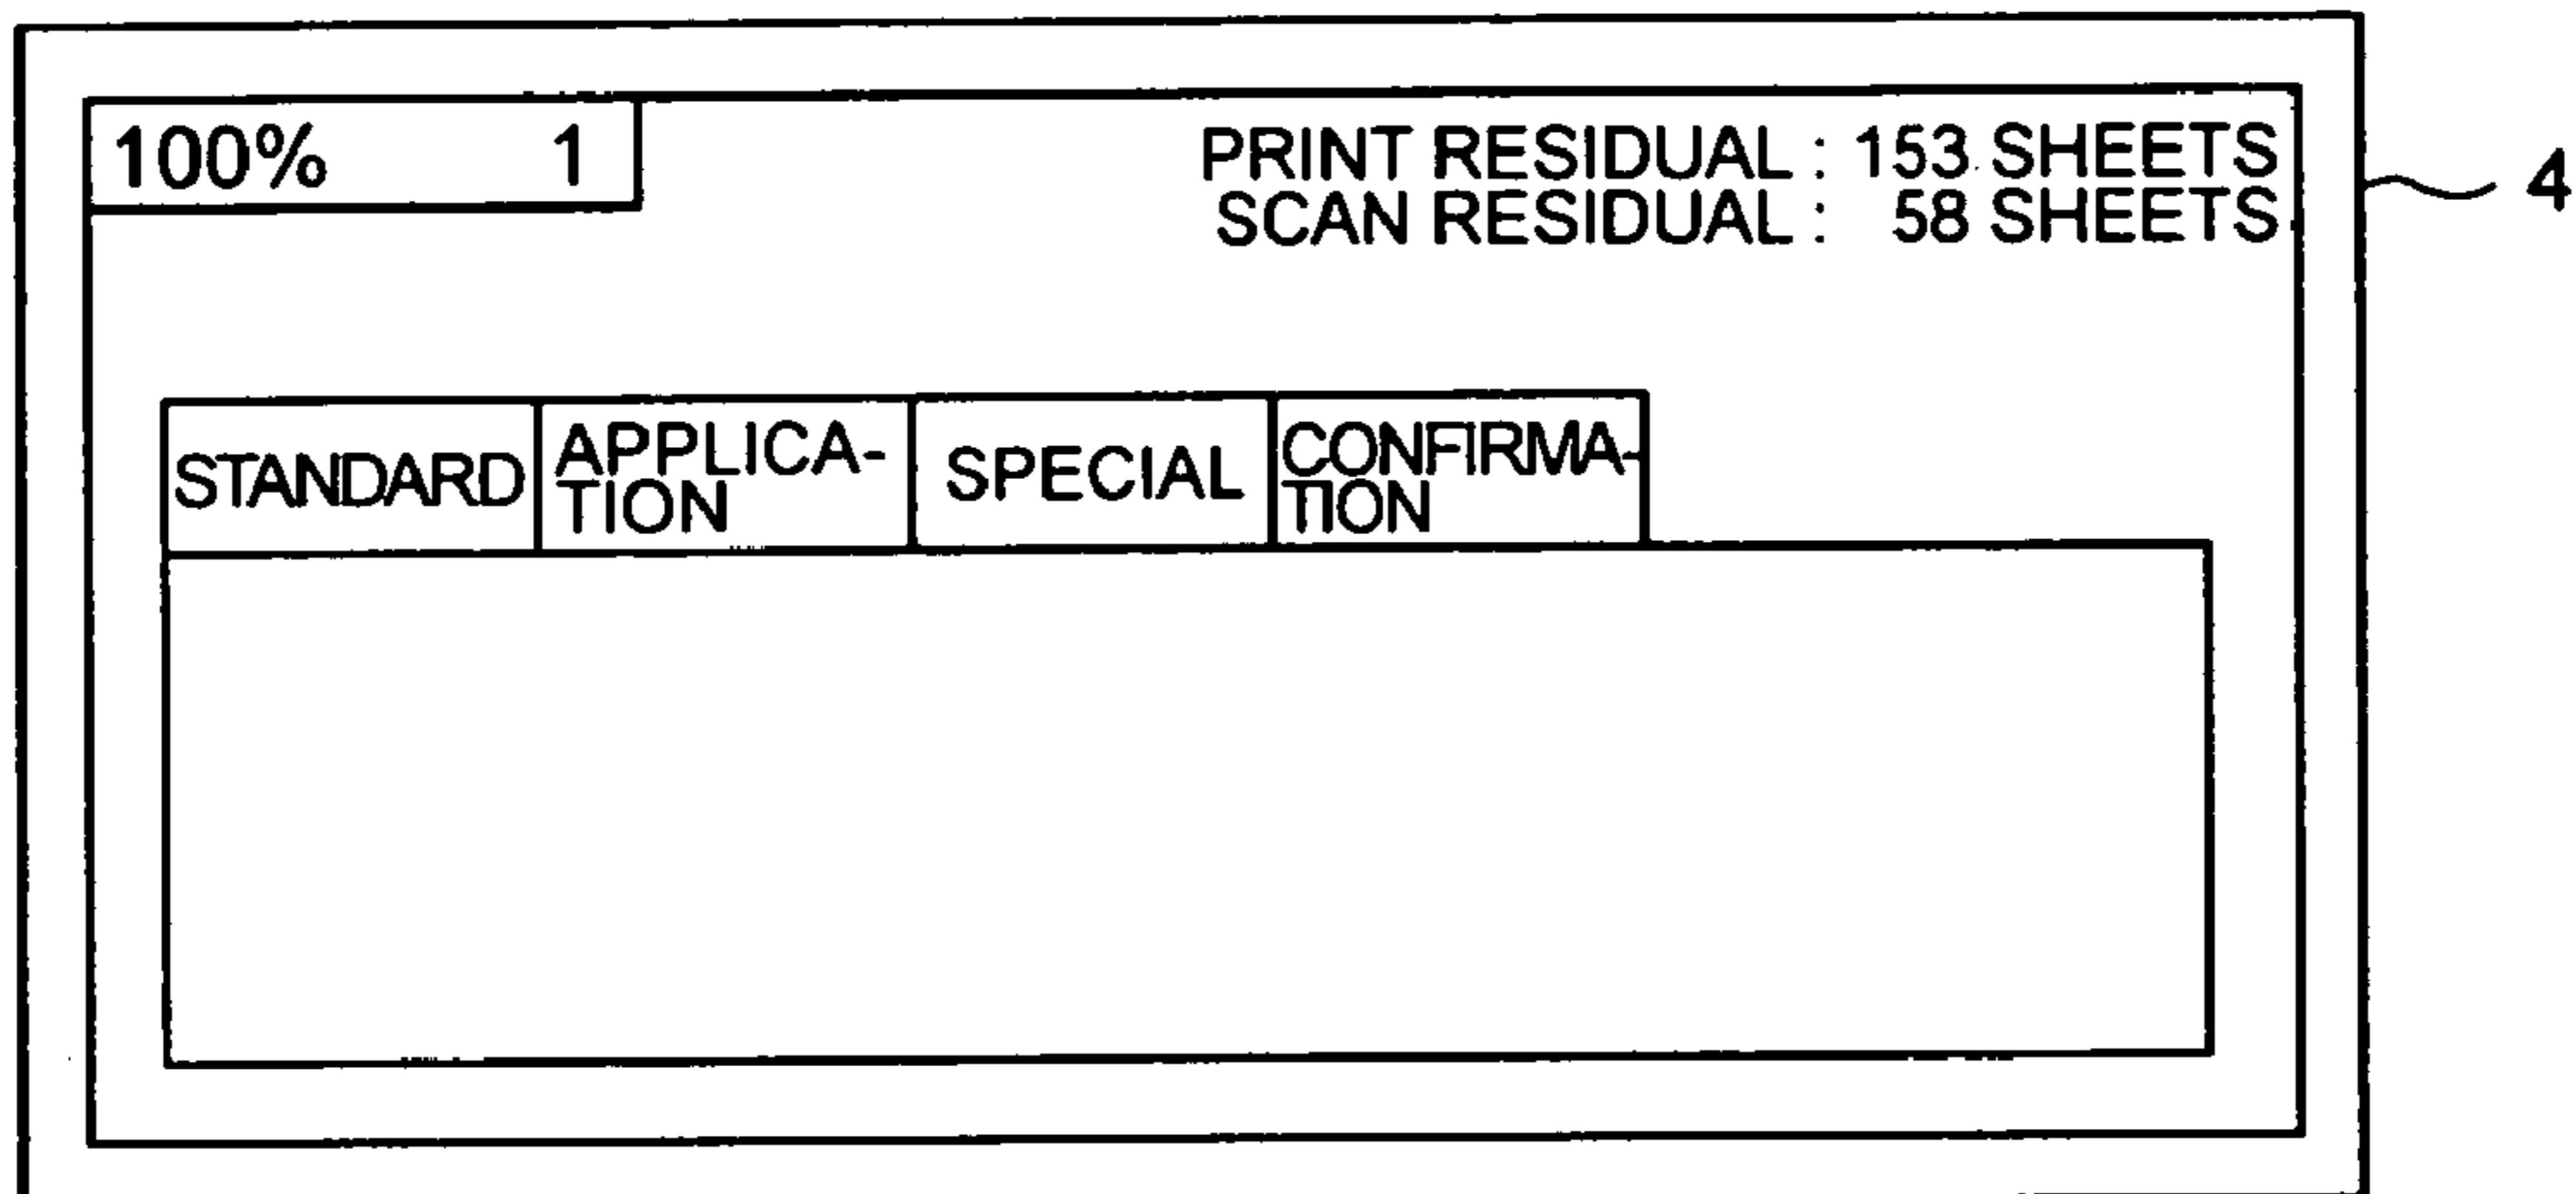 100% 1
PRINT RESIDUAL : 153 SHEETS
SCAN RESIDUAL : 58 SHEETS
4
STANDARD
APPLICA-
TION
SPECIAL
CONFIRMA-
TION